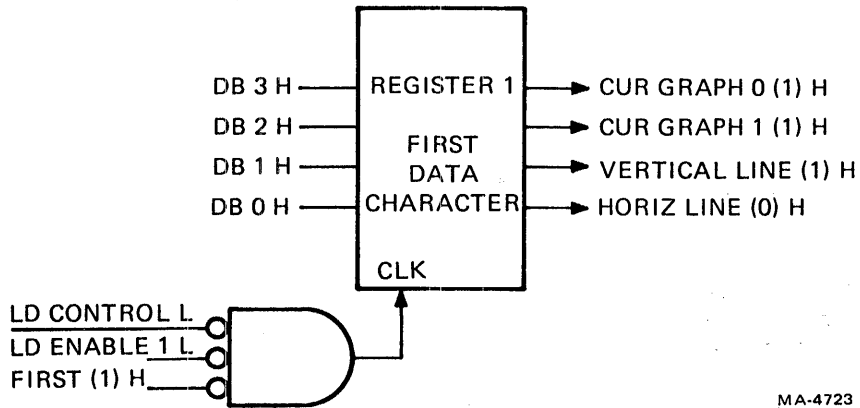 DB 3 H
REGISTER 1
CUR GRAPH 0 (1) H
DB 2 H
CUR GRAPH 1 (1) H
FIRST
DB 1 H
DATA
VERTICAL LINE (1) H
DB 0 H
CHARACTER
HORIZ LINE (0) H
CLK
LD CONTROL L
LD ENABLE 1 L
FIRST (1) H
MA-4723